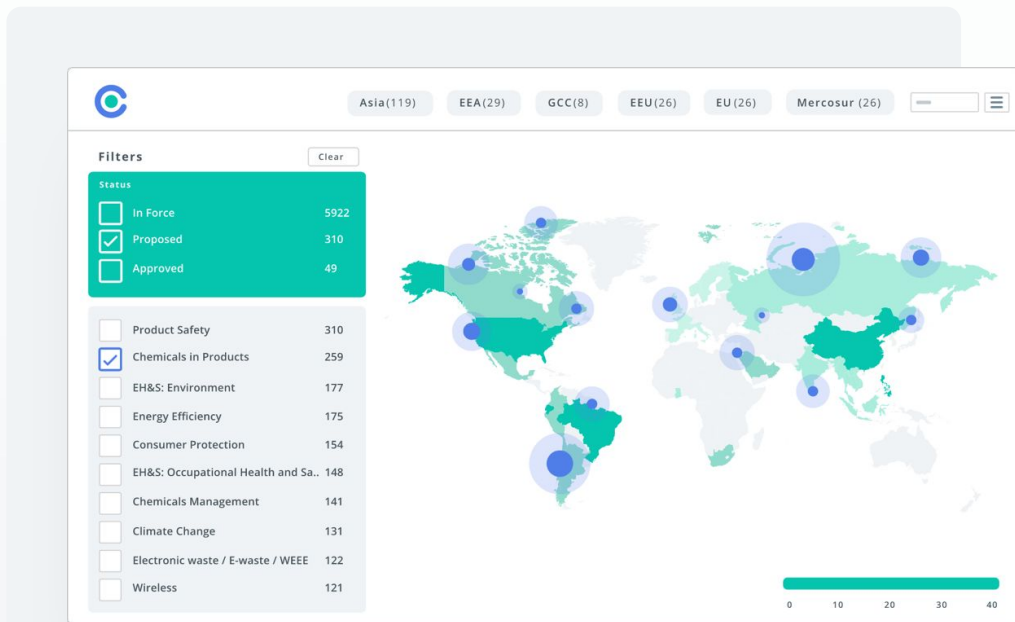 Asia(119) EEA(29) GCC(8) EEU(26) EU(26) Mercosur (26)
Filters Clear
Status
In Force 5922
Proposed 310
Approved 49
Product Safety 310
Chemicals in Products 259
EH&S: Environment 177
Energy Efficiency 175
Consumer Protection 154
EH&S: Occupational Health and Sa.. 148
Chemicals Management 141
Climate Change 131
Electronic waste / E-waste / WEEE 122
Wireless 121
0 10 20 30 40